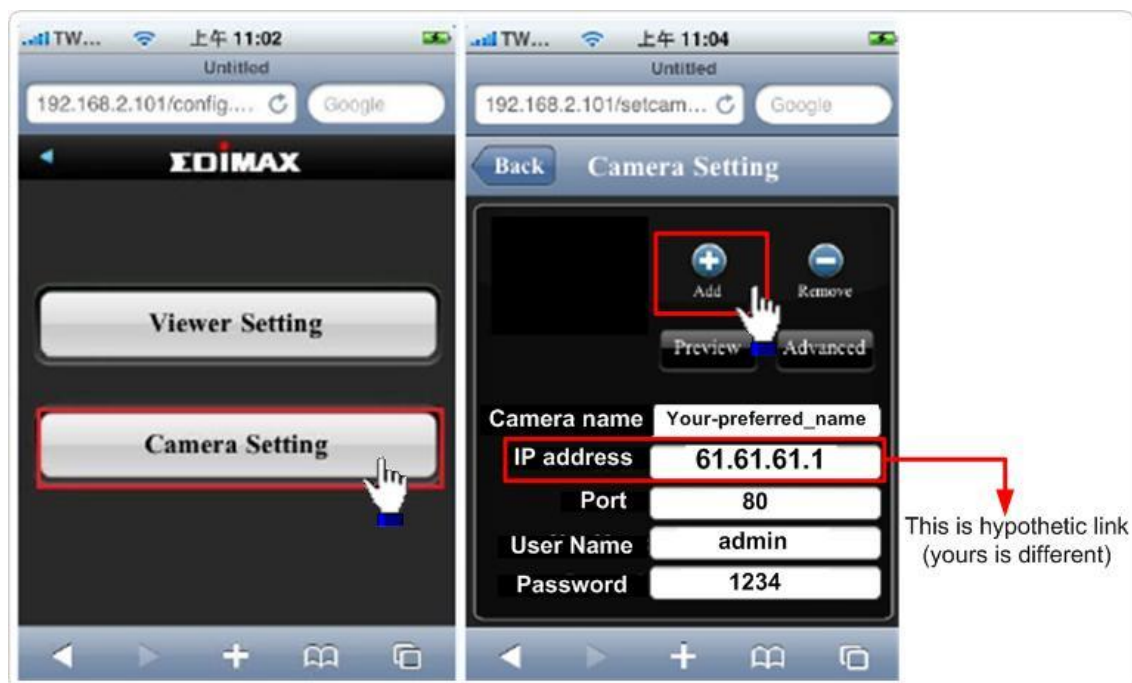 TW... 上午 11:02
Untitled
192.168.2.101/config.... Google
EDIMAX
Viewer Setting
Camera Setting
TW... 上午 11:04
Untitled
192.168.2.101/setcam... Google
Back Camera Setting
Add Remove
Preview Advanced
Camera name Your-preferred_name
IP address 61.61.61.1
Port 80
User Name admin
Password 1234
This is hypothetic link
(yours is different)